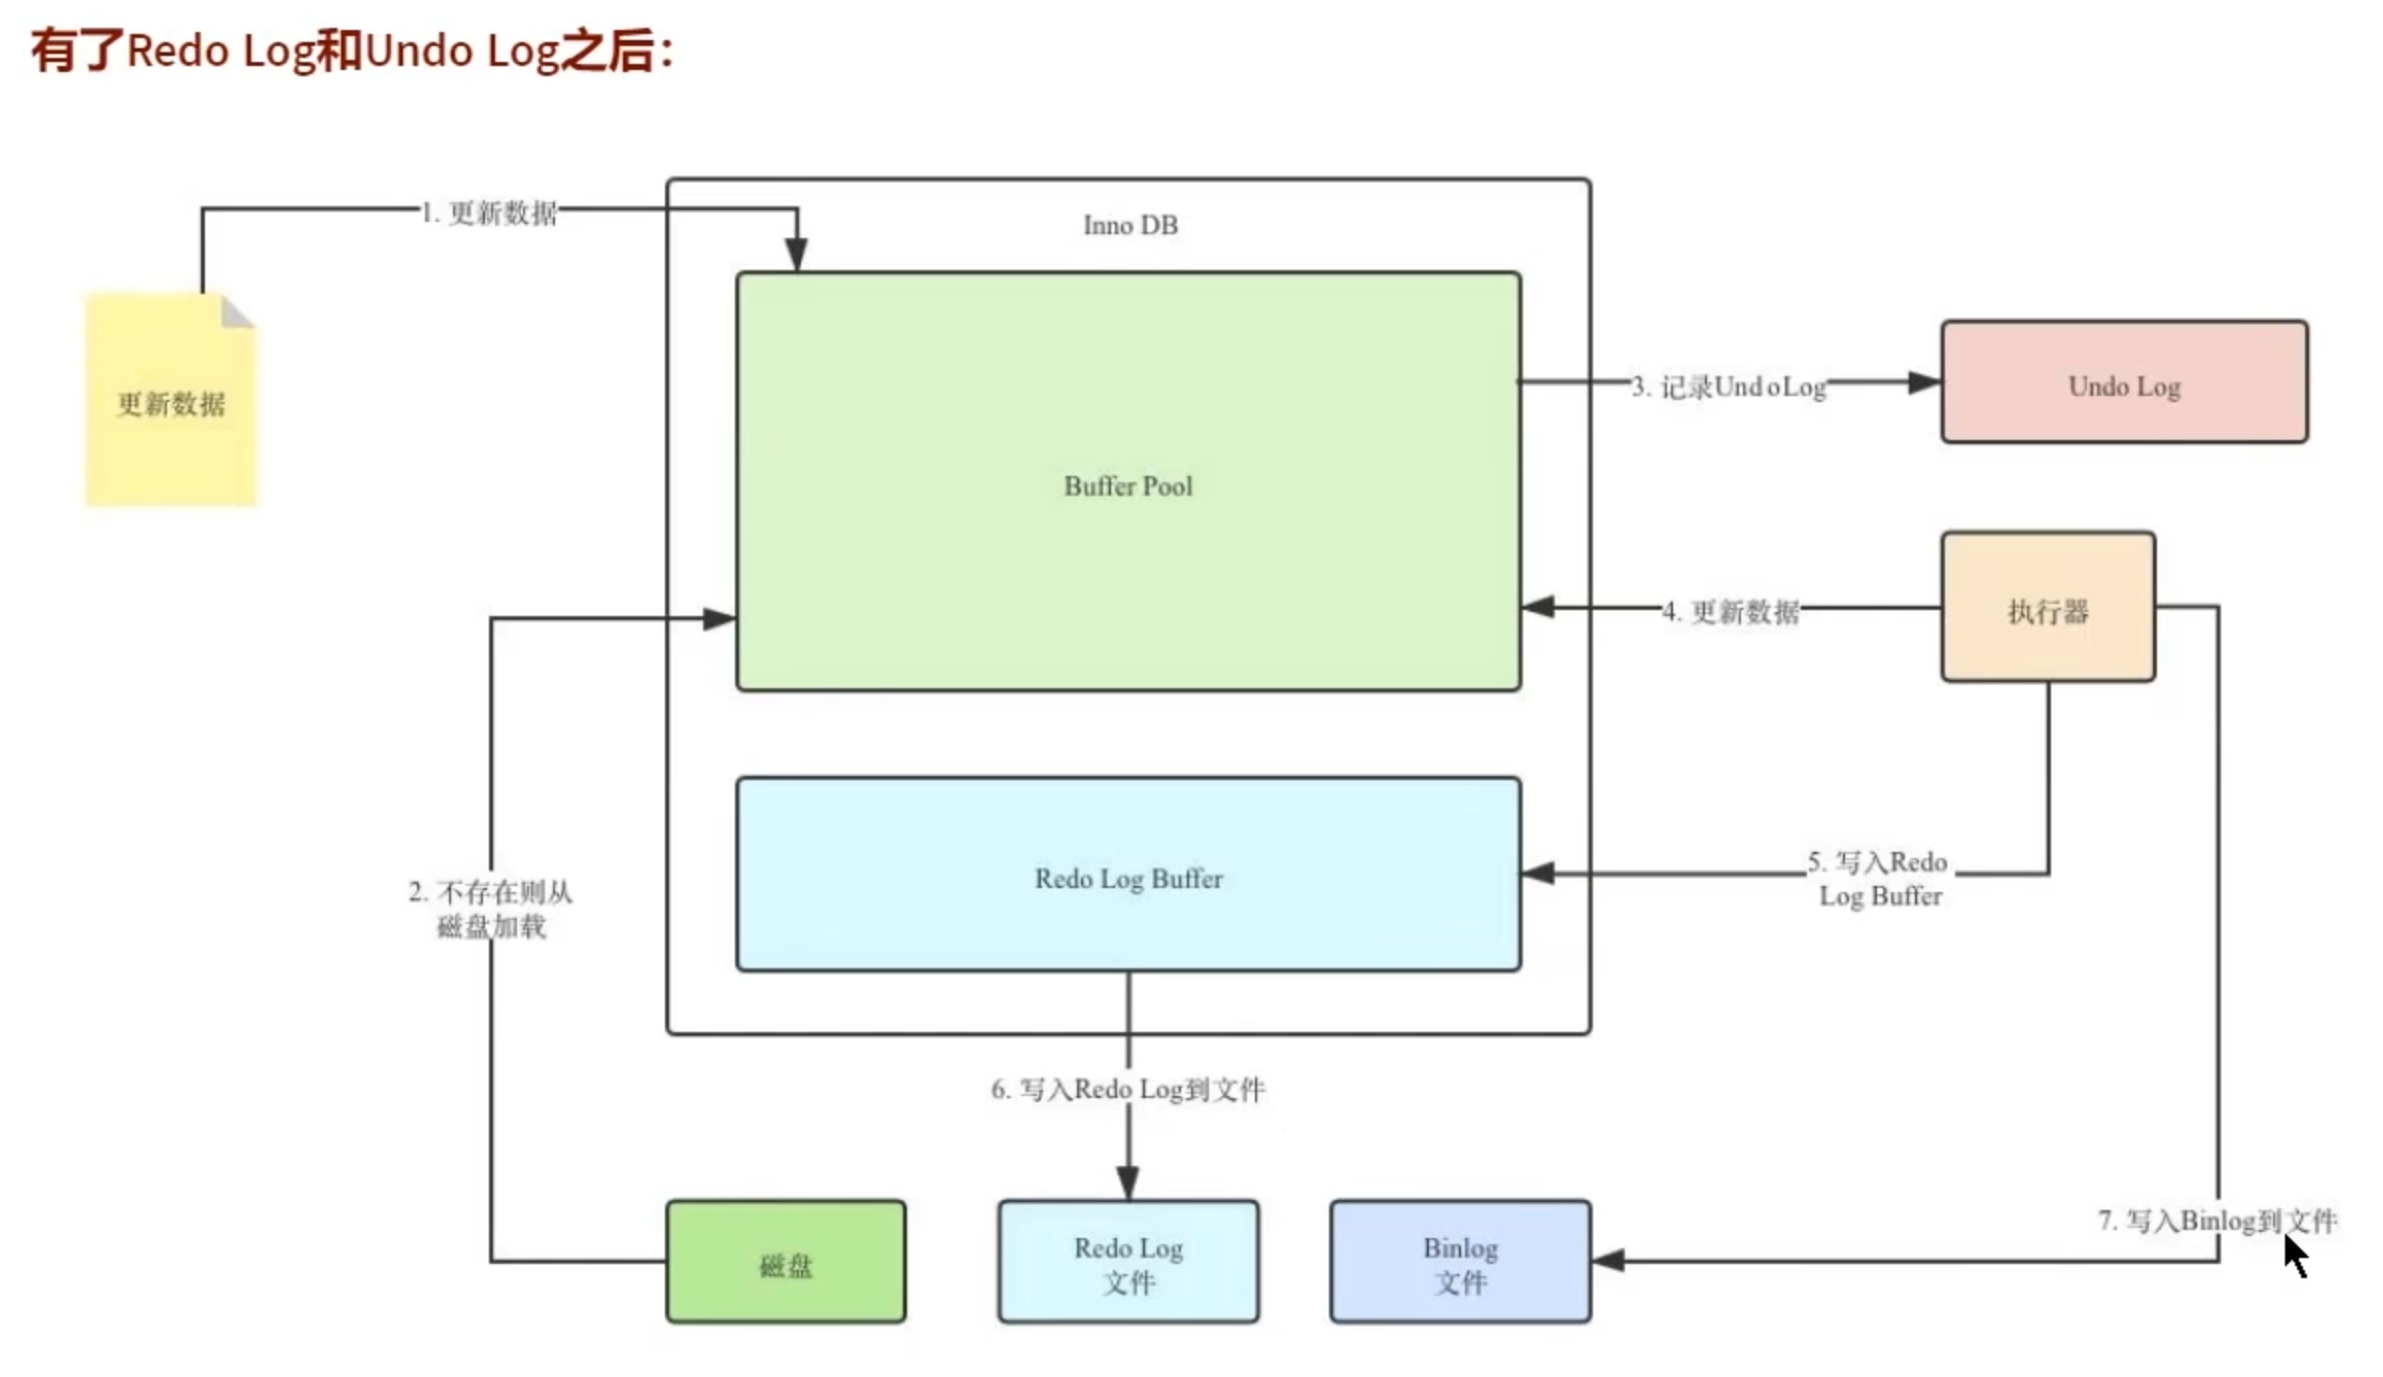 有了Redo Log和Undo Log之后：
1. 更新数据
Inno DB
更新数据
Buffer Pool
3. 记录UndoLog
Undo Log
4. 更新数据
执行器
2. 不存在则从
磁盘加载
Redo Log Buffer
5. 写入Redo
Log Buffer
6. 写入Redo Log到文件
7. 写入Binlog到文件
磁盘
Redo Log
文件
Binlog
文件